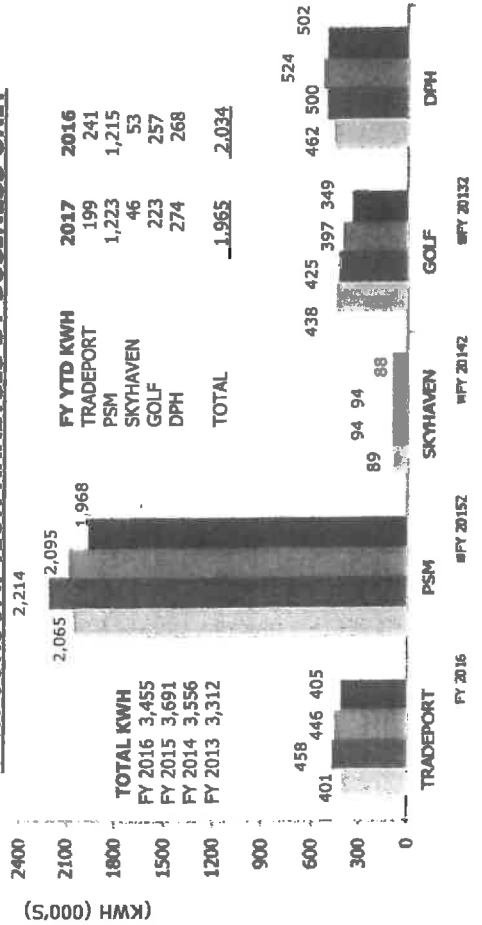 (KWH (000'S)
2400
2100
1800
1500
1200
900
600
300
0
TOTAL KWH
FY 2016 3,455
FY 2015 3,691
FY 2014 3,556
FY 2013 3,312
FY YTD KWH 2017 2016
TRADEPORT 199 241
PSM 1,223 1,215
SKYHAVEN 46 53
GOLF 223 257
DPH 274 268
TOTAL 1,965 2,034
401 458 446 405
2,065 2,214 2,095 1,968
89 94 94 88
438 425 397 349
462 500 524 502
TRADEPORT PSM SKYHAVEN GOLF DPH
FY 2016 FY 20152 FY 20142 FY 20132